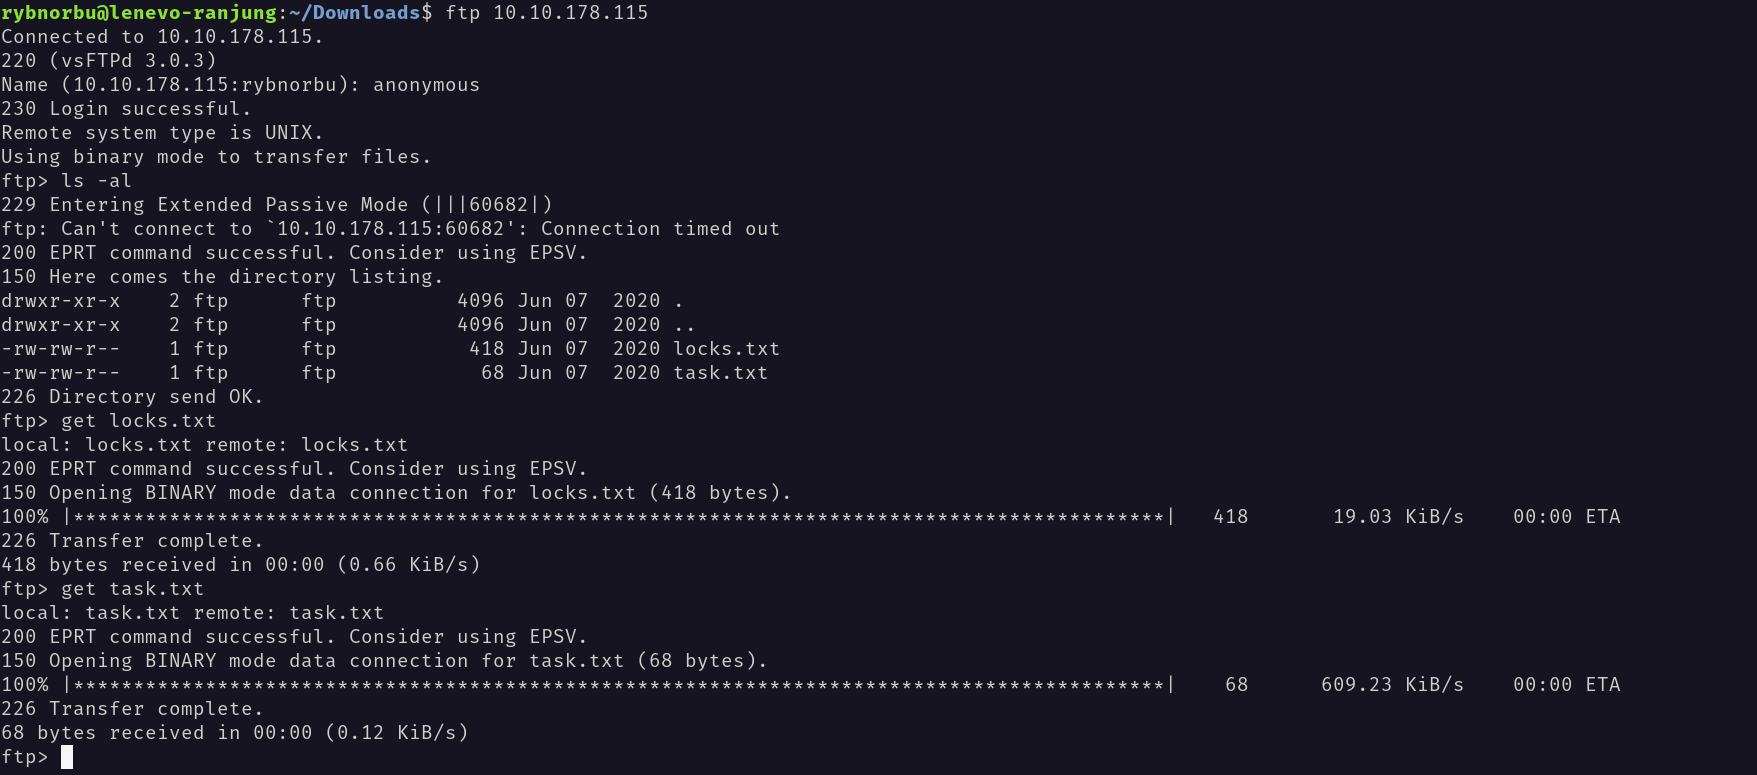 rybnorbu@lenevo-ranjung:~/Downloads$ ftp 10.10.178.115
Connected to 10.10.178.115.
220 (vsFTPd 3.0.3)
Name (10.10.178.115:rybnorbu): anonymous
230 Login successful.
Remote system type is UNIX.
Using binary mode to transfer files.
ftp> ls -al
229 Entering Extended Passive Mode (|||60682|)
ftp: Can't connect to `10.10.178.115:60682': Connection timed out
200 EPRT command successful. Consider using EPSV.
150 Here comes the directory listing.
drwxr-xr-x    2 ftp      ftp          4096 Jun 07  2020 .
drwxr-xr-x    2 ftp      ftp          4096 Jun 07  2020 ..
-rw-rw-r--    1 ftp      ftp           418 Jun 07  2020 locks.txt
-rw-rw-r--    1 ftp      ftp            68 Jun 07  2020 task.txt
226 Directory send OK.
ftp> get locks.txt
local: locks.txt remote: locks.txt
200 EPRT command successful. Consider using EPSV.
150 Opening BINARY mode data connection for locks.txt (418 bytes).
100% |*******************************************************************************************|   418       19.03 KiB/s    00:00 ETA
226 Transfer complete.
418 bytes received in 00:00 (0.66 KiB/s)
ftp> get task.txt
local: task.txt remote: task.txt
200 EPRT command successful. Consider using EPSV.
150 Opening BINARY mode data connection for task.txt (68 bytes).
100% |*******************************************************************************************|    68      609.23 KiB/s    00:00 ETA
226 Transfer complete.
68 bytes received in 00:00 (0.12 KiB/s)
ftp>